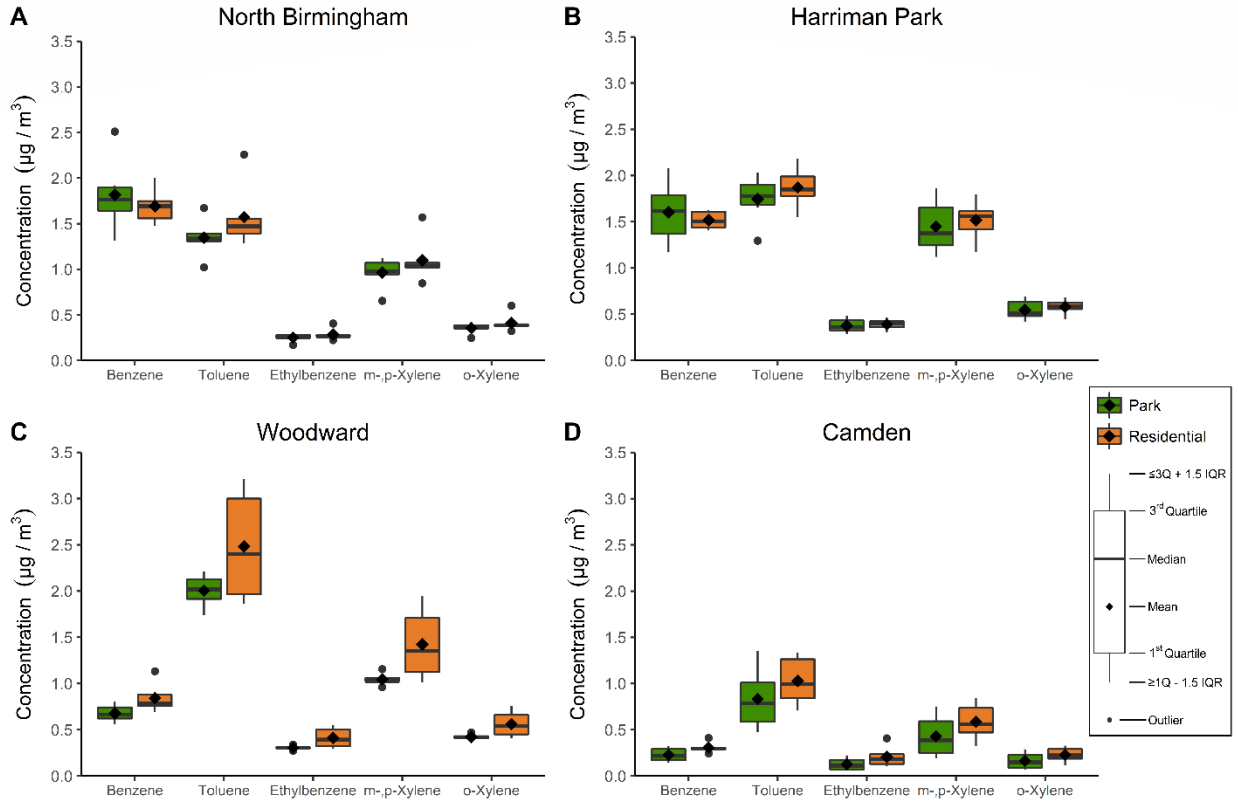 A
North Birmingham
Concentration (µg / m³)
3.5
3.0
2.5
2.0
1.5
1.0
0.5
0.0
Benzene
Toluene
Ethylbenzene
m-,p-Xylene
o-Xylene
B
Harriman Park
Concentration (µg / m³)
3.5
3.0
2.5
2.0
1.5
1.0
0.5
0.0
Benzene
Toluene
Ethylbenzene
m-,p-Xylene
o-Xylene
C
Woodward
Concentration (µg / m³)
3.5
3.0
2.5
2.0
1.5
1.0
0.5
0.0
Benzene
Toluene
Ethylbenzene
m-,p-Xylene
o-Xylene
D
Camden
Concentration (µg / m³)
3.5
3.0
2.5
2.0
1.5
1.0
0.5
0.0
Benzene
Toluene
Ethylbenzene
m-,p-Xylene
o-Xylene
Park
Residential
≤3Q + 1.5 IQR
3rd Quartile
Median
Mean
1st Quartile
≥1Q - 1.5 IQR
Outlier